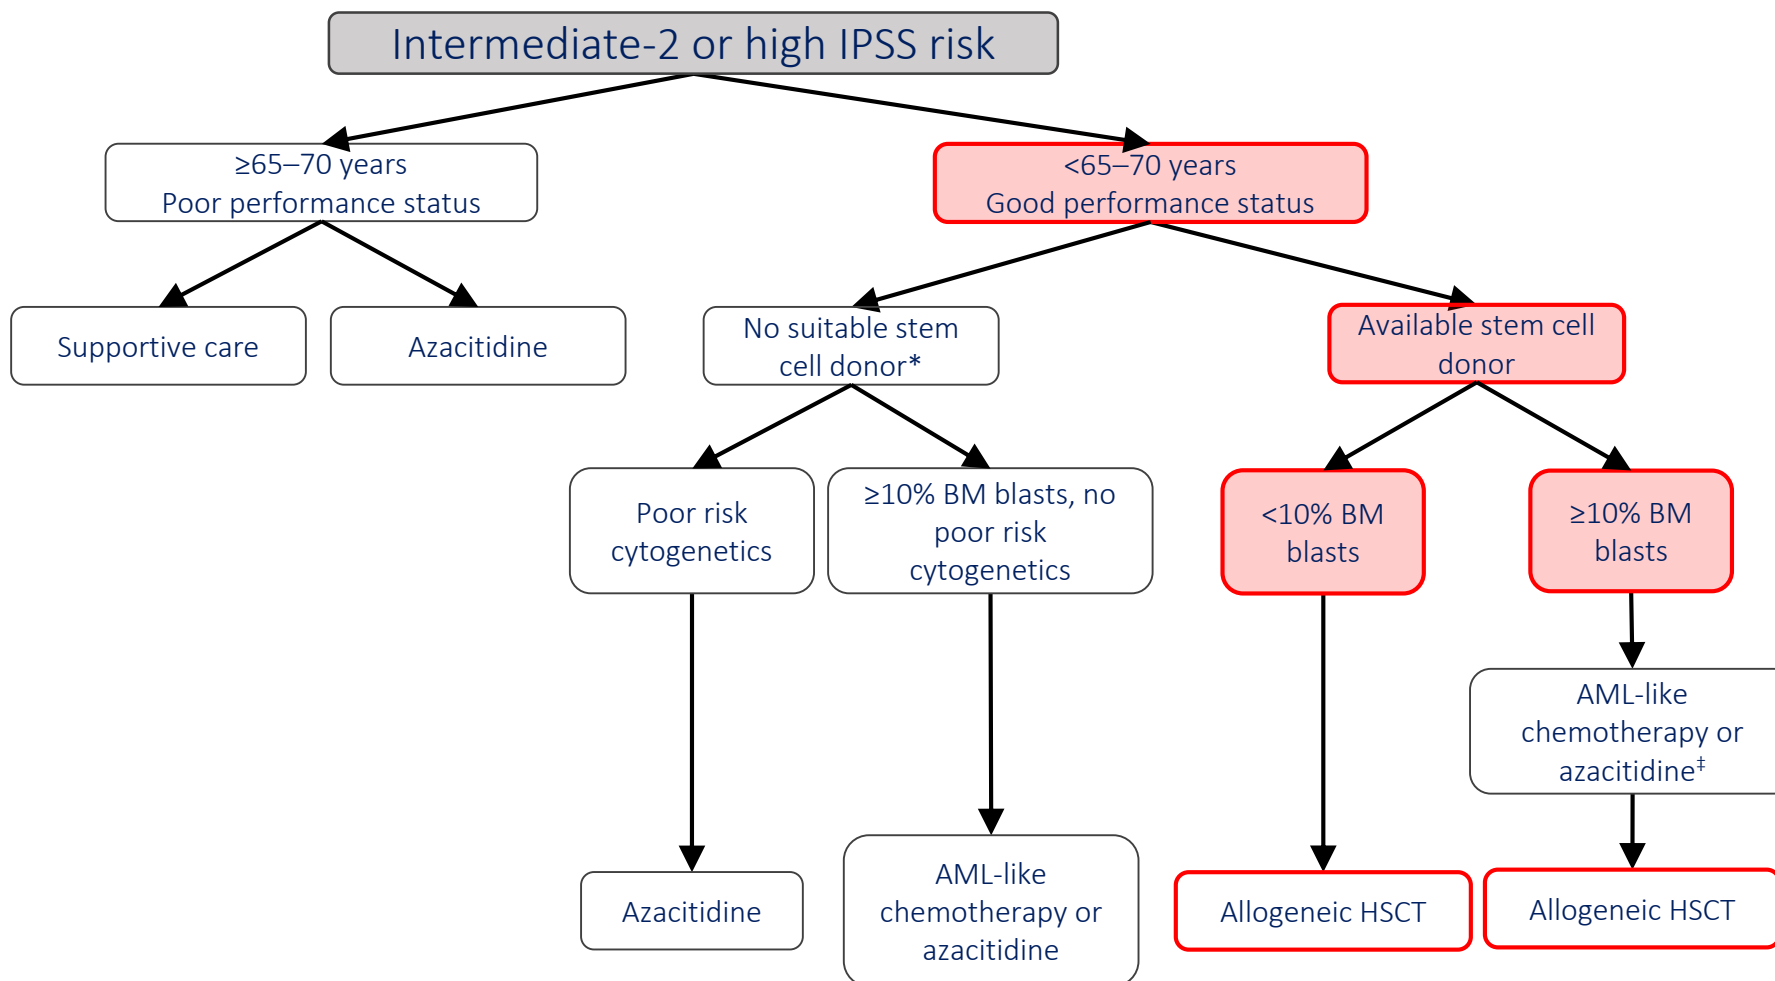 Intermediate-2 or high IPSS risk
≥65–70 years
Poor performance status
<65–70 years
Good performance status
Supportive care
Azacitidine
No suitable stem
cell donor*
Available stem cell
donor
Poor risk
cytogenetics
≥10% BM blasts, no
poor risk
cytogenetics
<10% BM
blasts
≥10% BM
blasts
AML-like
chemotherapy or
azacitidine‡
Azacitidine
AML-like
chemotherapy or
azacitidine
Allogeneic HSCT
Allogeneic HSCT